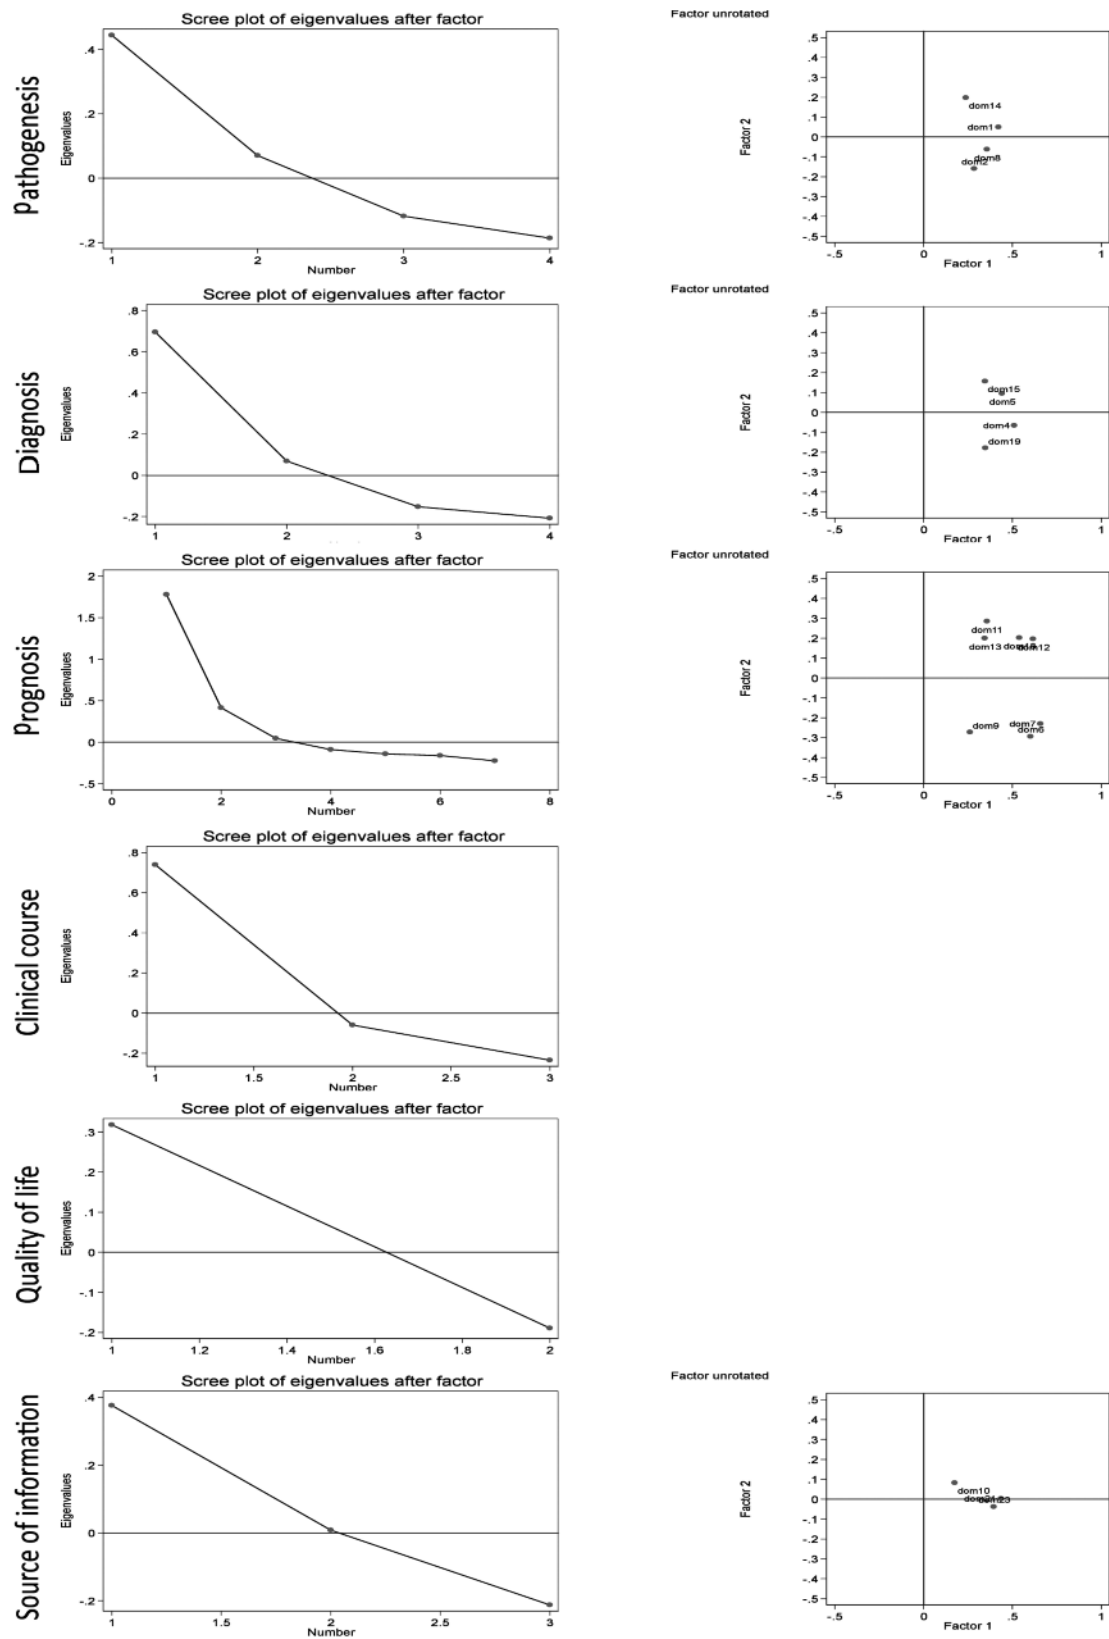 Scree plot of eigenvalues after factor
Pathogenesis
Eigenvalues
.4
.2
0
-.2
1
2
3
4
Number
Factor unrotated
Factor 2
.5
.4
.3
.2
.1
0
-.1
-.2
-.3
-.4
-.5
dom14
dom1
dom8
dom2
-.5
0
.5
1
Factor 1
Scree plot of eigenvalues after factor
Diagnosis
Eigenvalues
.8
.6
.4
.2
0
-.2
1
2
3
4
Factor unrotated
Factor 2
.5
.4
.3
.2
.1
0
-.1
-.2
-.3
-.4
-.5
dom15
dom5
dom4
dom19
-.5
0
.5
1
Factor 1
Scree plot of eigenvalues after factor
Prognosis
Eigenvalues
2
1.5
1
.5
0
-.5
0
2
4
6
8
Number
Factor unrotated
Factor 2
.5
.4
.3
.2
.1
0
-.1
-.2
-.3
-.4
-.5
dom11
dom13
dom12
dom9
dom7
dom6
-.5
0
.5
1
Factor 1
Scree plot of eigenvalues after factor
Clinical course
Eigenvalues
.8
.6
.4
.2
0
-.2
1
1.5
2
2.5
3
Number
Scree plot of eigenvalues after factor
Quality of life
Eigenvalues
.3
.2
.1
0
-.1
-.2
1
1.2
1.4
1.6
1.8
2
Number
Scree plot of eigenvalues after factor
Source of information
Eigenvalues
.4
.2
0
-.2
1
1.5
2
2.5
3
Number
Factor unrotated
Factor 2
.5
.4
.3
.2
.1
0
-.1
-.2
-.3
-.4
-.5
dom10
dom23
-.5
0
.5
1
Factor 1